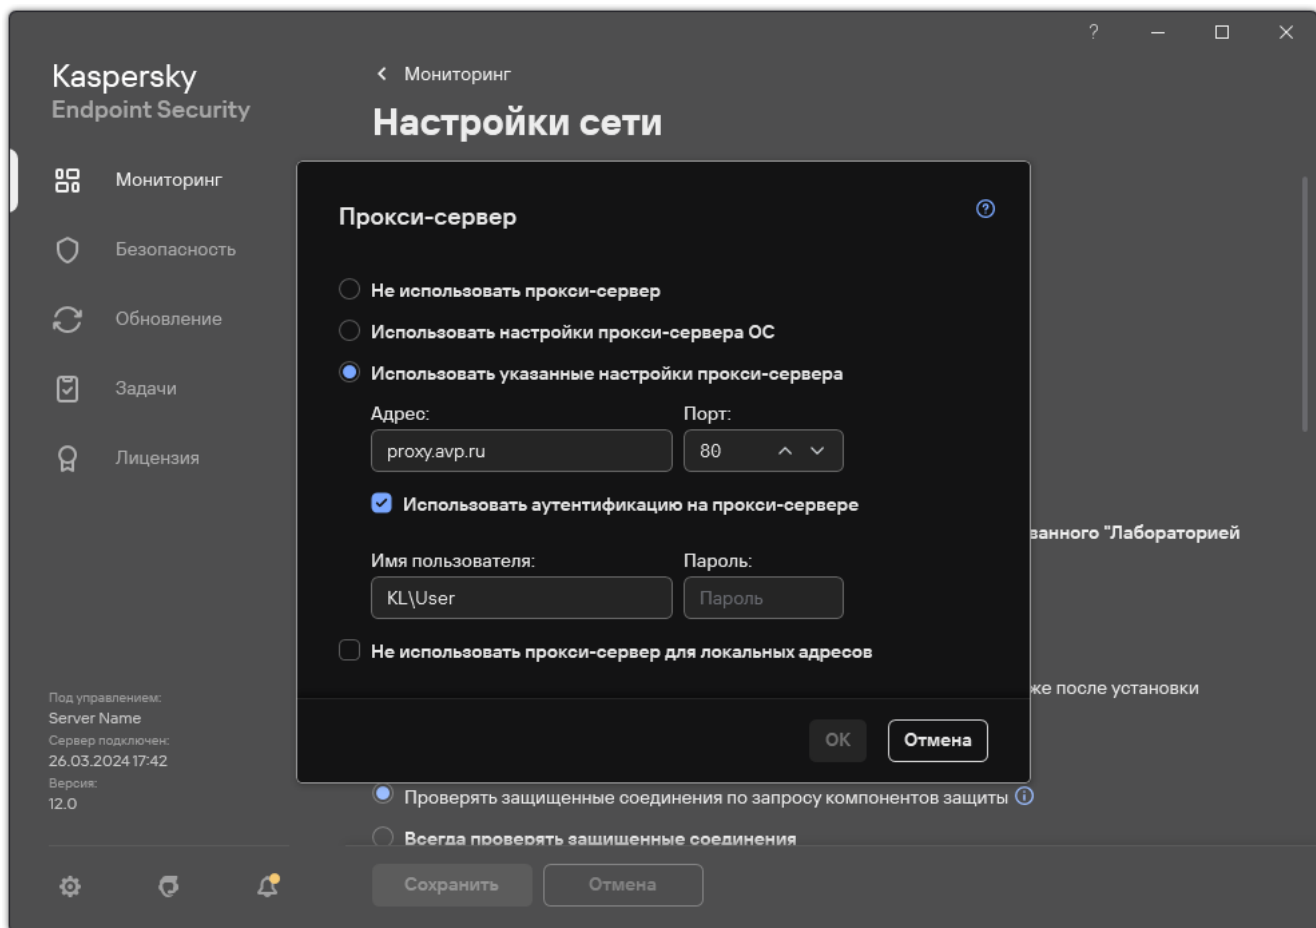 ?
Kaspersky
Endpoint Security
Мониторинг
Безопасность
Обновление
Задачи
Лицензия
Под управлением:
Server Name
Сервер подключен:
26.03.2024 17:42
Версия:
12.0
Мониторинг
Настройки сети
Прокси-сервер
?
Не использовать прокси-сервер
Использовать настройки прокси-сервера ОС
Использовать указанные настройки прокси-сервера
Адрес: Порт:
proxy.avp.ru 80
Использовать аутентификацию на прокси-сервере
Имя пользователя: Пароль:
KL\User Пароль
Не использовать прокси-сервер для локальных адресов
ОК Отмена
ванного "Лабораторией
же после установки
Проверять защищенные соединения по запросу компонентов защиты
Всегда проверять защищенные соединения
Сохранить Отмена